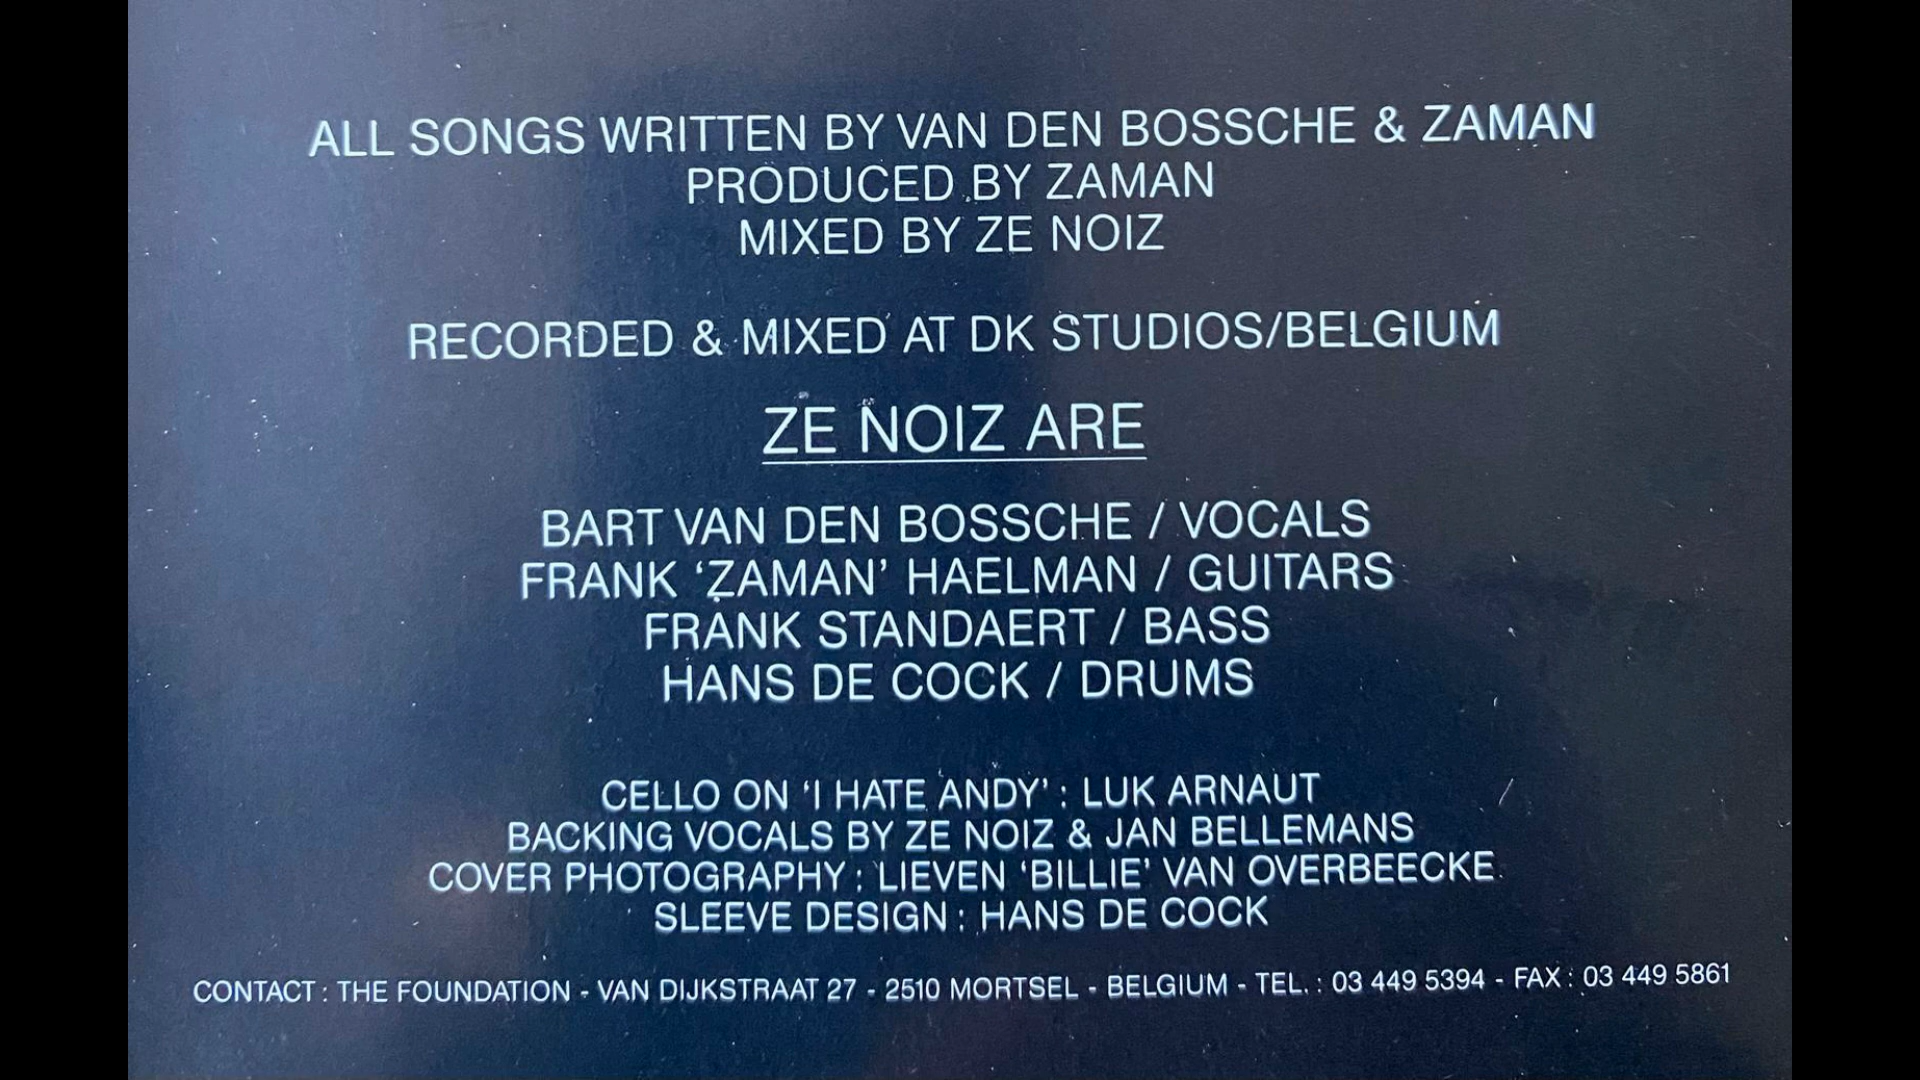 ALL SONGS WRITTEN BY VAN DEN BOSSCHE & ZAMAN
PRODUCED BY ZAMAN
MIXED BY ZE NOIZ
RECORDED & MIXED AT DK STUDIOS/BELGIUM
ZE NOIZ ARE
BART VAN DEN BOSSCHE / VOCALS
FRANK ‘ZAMAN’ HAELMAN / GUITARS
FRANK STANDAERT / BASS
HANS DE COCK / DRUMS
CELLO ON ‘I HATE ANDY’ : LUK ARNAUT
BACKING VOCALS BY ZE NOIZ & JAN BELLEMANS
COVER PHOTOGRAPHY : LIEVEN ‘BILLIE’ VAN OVERBEECKE
SLEEVE DESIGN : HANS DE COCK
CONTACT : THE FOUNDATION - VAN DIJKSTRAAT 27 - 2510 MORTSEL - BELGIUM - TEL. : 03 449 5394 - FAX : 03 449 5861